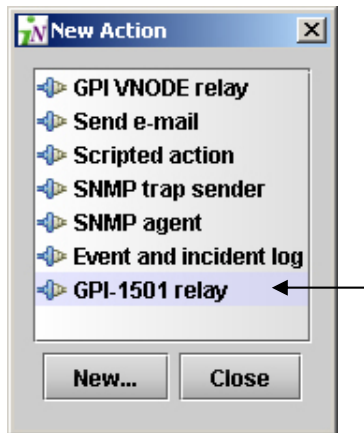 iN New Action
GPI VNODE relay
Send e-mail
Scripted action
SNMP trap sender
SNMP agent
Event and incident log
GPI-1501 relay
New... Close